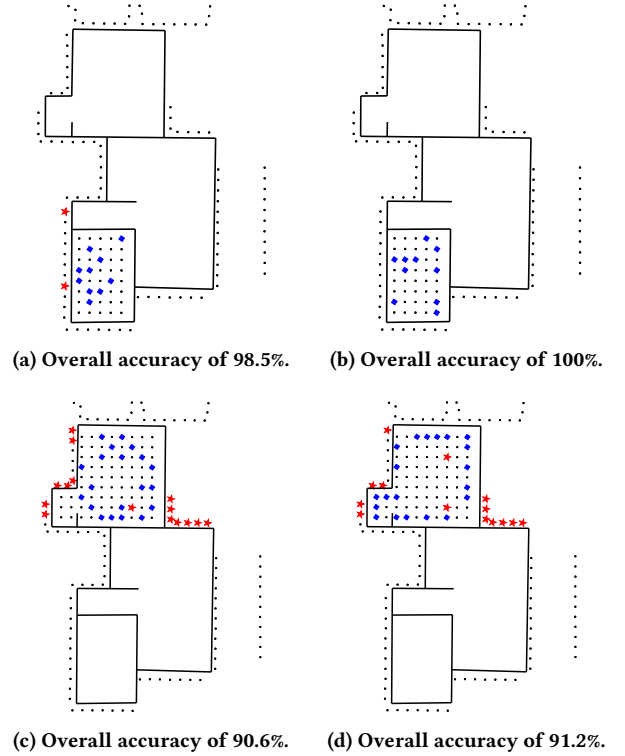 (a) Overall accuracy of 98.5%.
(b) Overall accuracy of 100%.
(c) Overall accuracy of 90.6%.
(d) Overall accuracy of 91.2%.